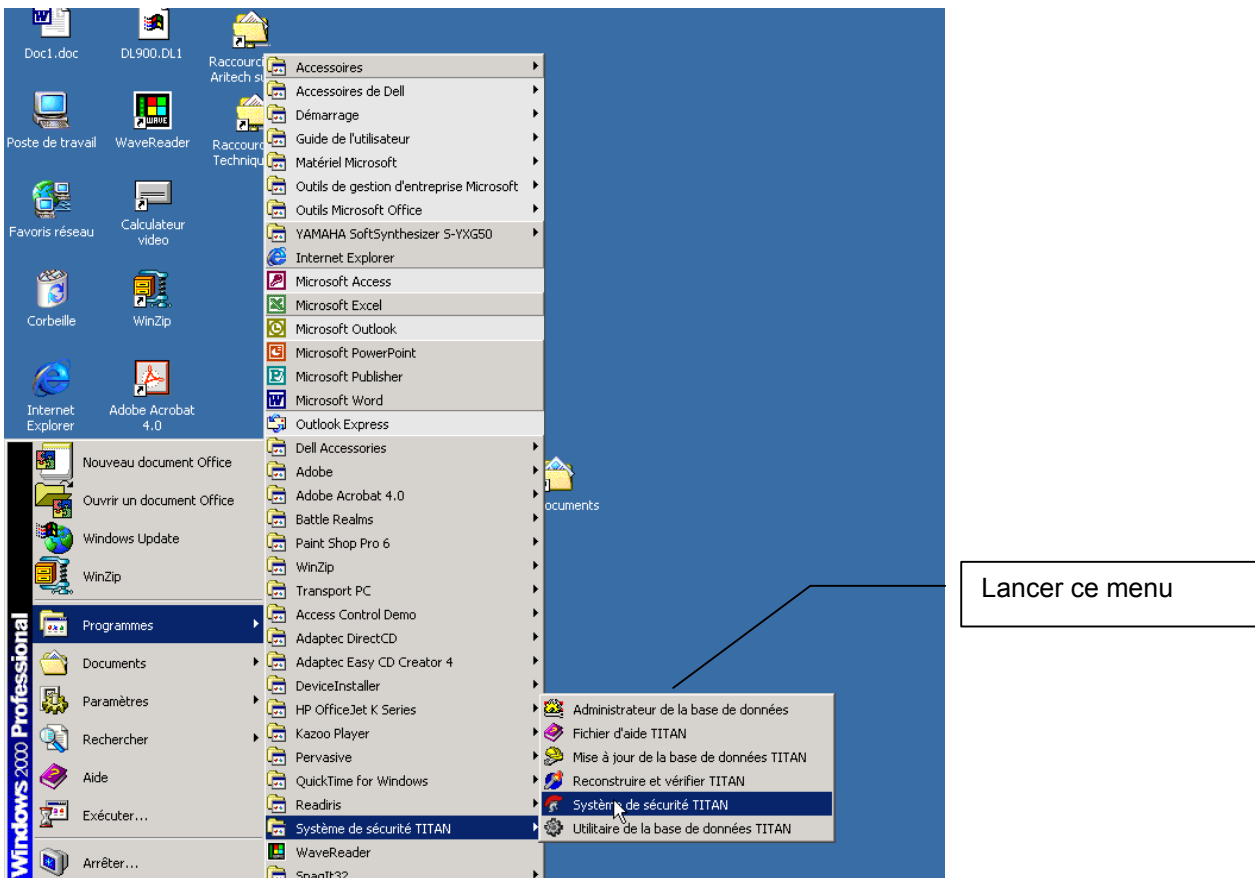 Doc1.doc
DL900.DL1
Raccourci
Aritech su
Poste de travail
WaveReader
Raccourc
Techniqu
Favoris réseau
Calculateur
video
Corbeille
WinZip
Internet
Explorer
Adobe Acrobat
4.0
ocuments
Nouveau document Office
Ouvrir un document Office
Windows Update
WinZip
Programmes
Documents
Paramètres
Rechercher
Aide
Exécuter...
Arrêter...
Windows 2000 Professional
Accessoires
Accessoires de Dell
Démarrage
Guide de l'utilisateur
Matériel Microsoft
Outils de gestion d'entreprise Microsoft
Outils Microsoft Office
YAMAHA SoftSynthesizer S-YXG50
Internet Explorer
Microsoft Access
Microsoft Excel
Microsoft Outlook
Microsoft PowerPoint
Microsoft Publisher
Microsoft Word
Outlook Express
Dell Accessories
Adobe
Adobe Acrobat 4.0
Battle Realms
Paint Shop Pro 6
WinZip
Transport PC
Access Control Demo
Adaptec DirectCD
Adaptec Easy CD Creator 4
DeviceInstaller
HP OfficeJet K Series
Kazoo Player
Pervasive
QuickTime for Windows
Readiris
Système de sécurité TITAN
WaveReader
SnagIt32
Administrateur de la base de données
Fichier d'aide TITAN
Mise à jour de la base de données TITAN
Reconstruire et vérifier TITAN
Système de sécurité TITAN
Utilitaire de la base de données TITAN
Lancer ce menu